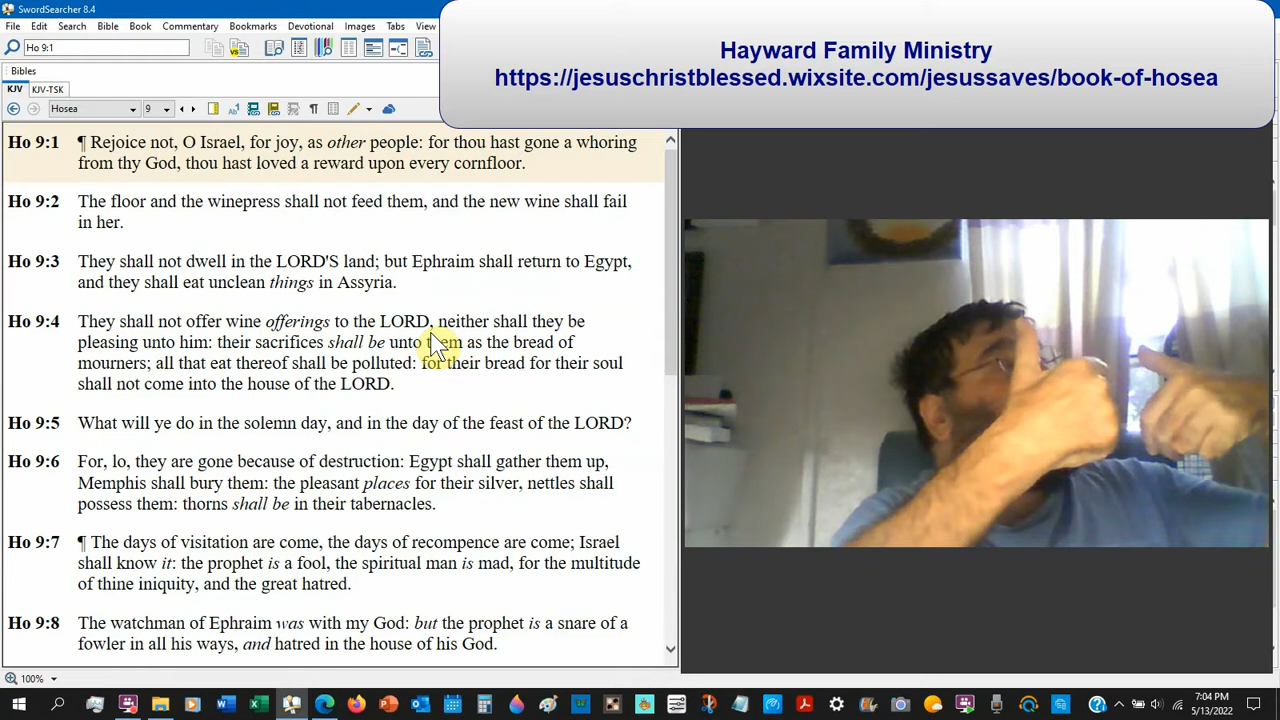 SwordSearcher 8.4
File Edit Search Bible Book Commentary Bookmarks Devotional Images Tabs View
Hayward Family Ministry
https://jesuschristblessed.wixsite.com/jesussaves/book-of-hosea
Ho 9:1
Bibles
KJV KJV-TSK
Hosea 9
Ho 9:1 ¶ Rejoice not, O Israel, for joy, as other people: for thou hast gone a whoring
from thy God, thou hast loved a reward upon every cornfloor.
Ho 9:2 The floor and the winepress shall not feed them, and the new wine shall fail
in her.
Ho 9:3 They shall not dwell in the LORD'S land; but Ephraim shall return to Egypt,
and they shall eat unclean things in Assyria.
Ho 9:4 They shall not offer wine offerings to the LORD, neither shall they be
pleasing unto him: their sacrifices shall be unto them as the bread of
mourners; all that eat thereof shall be polluted: for their bread for their soul
shall not come into the house of the LORD.
Ho 9:5 What will ye do in the solemn day, and in the day of the feast of the LORD?
Ho 9:6 For, lo, they are gone because of destruction: Egypt shall gather them up,
Memphis shall bury them: the pleasant places for their silver, nettles shall
possess them: thorns shall be in their tabernacles.
Ho 9:7 ¶ The days of visitation are come, the days of recompence are come; Israel
shall know it: the prophet is a fool, the spiritual man is mad, for the multitude
of thine iniquity, and the great hatred.
Ho 9:8 The watchman of Ephraim was with my God: but the prophet is a snare of a
fowler in all his ways, and hatred in the house of his God.
100%
7:04 PM
5/13/2022